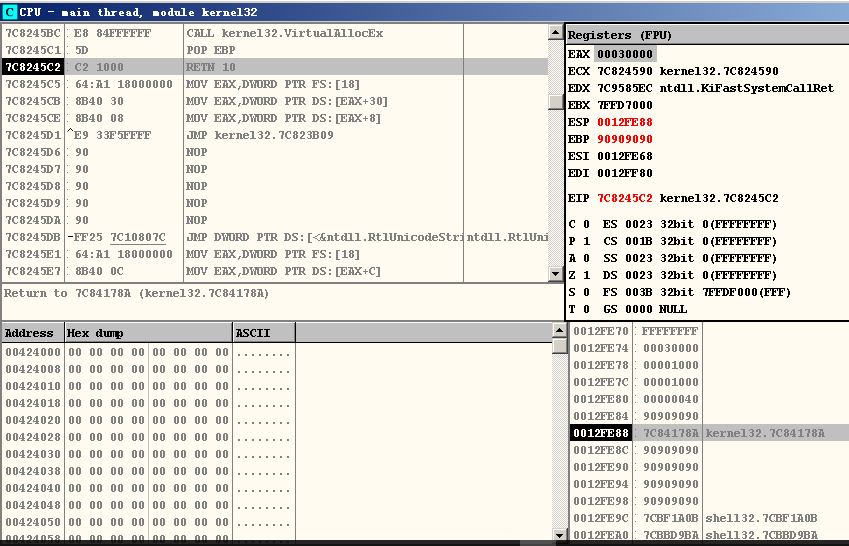 C CPU - main thread, module kernel32
7C8245BC : E8 84FFFFFF CALL kernel32.VirtualAllocEx
7C8245C1 : 5D POP EBP
7C8245C2 : C2 1000 RETN 10
7C8245C5 : 64:A1 18000000 MOV EAX,DWORD PTR FS:[18]
7C8245CB : 8B40 30 MOV EAX,DWORD PTR DS:[EAX+30]
7C8245CE : 8B40 08 MOV EAX,DWORD PTR DS:[EAX+8]
7C8245D1 ^E9 33F5FFFF JMP kernel32.7C823B09
7C8245D6 : 90 NOP
7C8245D7 : 90 NOP
7C8245D8 : 90 NOP
7C8245D9 : 90 NOP
7C8245DA : 90 NOP
7C8245DB -FF25 7C10807C JMP DWORD PTR DS:[<&ntdll.RtlUnicodeStri ntdll.RtlUni
7C8245E1 : 64:A1 18000000 MOV EAX,DWORD PTR FS:[18]
7C8245E7 : 8B40 0C MOV EAX,DWORD PTR DS:[EAX+C]
Return to 7C84178A (kernel32.7C84178A)
Registers (FPU)
EAX 00030000
ECX 7C824590 kernel32.7C824590
EDX 7C9585EC ntdll.KiFastSystemCallRet
EBX 7FFD7000
ESP 0012FE88
EBP 90909090
ESI 0012FE68
EDI 0012FF80
EIP 7C8245C2 kernel32.7C8245C2
C 0 ES 0023 32bit 0(FFFFFFFF)
P 1 CS 001B 32bit 0(FFFFFFFF)
A 0 SS 0023 32bit 0(FFFFFFFF)
Z 1 DS 0023 32bit 0(FFFFFFFF)
S 0 FS 003B 32bit 7FFDF000(FFF)
T 0 GS 0000 NULL
Address Hex dump ASCII
00424000 00 00 00 00 00 00 00 00 ........
00424008 00 00 00 00 00 00 00 00 ........
00424010 00 00 00 00 00 00 00 00 ........
00424018 00 00 00 00 00 00 00 00 ........
00424020 00 00 00 00 00 00 00 00 ........
00424028 00 00 00 00 00 00 00 00 ........
00424030 00 00 00 00 00 00 00 00 ........
00424038 00 00 00 00 00 00 00 00 ........
00424040 00 00 00 00 00 00 00 00 ........
00424048 00 00 00 00 00 00 00 00 ........
00424050 00 00 00 00 00 00 00 00 ........
00424058 00 00 00 00 00 00 00 00 ........
0012FE70 : FFFFFFFF
0012FE74 : 00030000
0012FE78 : 00001000
0012FE7C : 00001000
0012FE80 : 00000040
0012FE84 : 90909090
0012FE88 : 7C84178A kernel32.7C84178A
0012FE8C : 90909090
0012FE90 : 90909090
0012FE94 : 90909090
0012FE98 : 90909090
0012FE9C : 7CBF1A0B shell32.7CBF1A0B
0012FEA0 : 7CBBD9BA shell32.7CBBD9BA